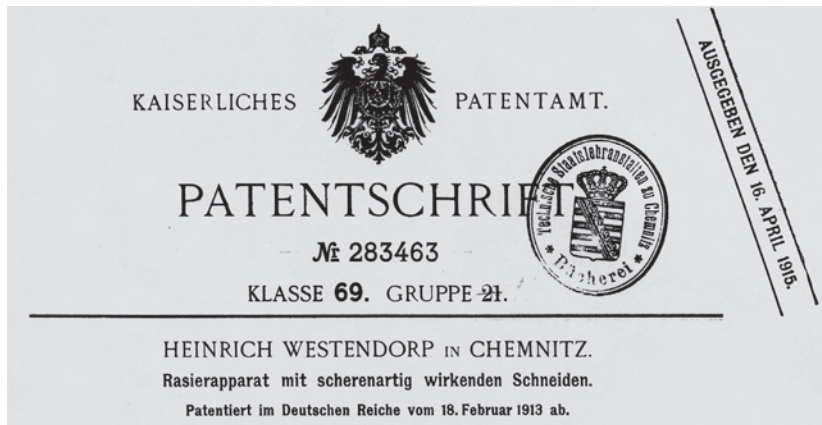 KAISERLICHES PATENTAMT.
AUSGEGEBEN DEN 16. APRIL 1915.
PATENTSCHRIFT
Technische Staatslehranstalten zu Chemnitz
* Bücherei *
№ 283463
KLASSE 69. GRUPPE 21.
HEINRICH WESTENDORP IN CHEMNITZ.
Rasierapparat mit scherenartig wirkenden Schneiden.
Patentiert im Deutschen Reiche vom 18. Februar 1913 ab.